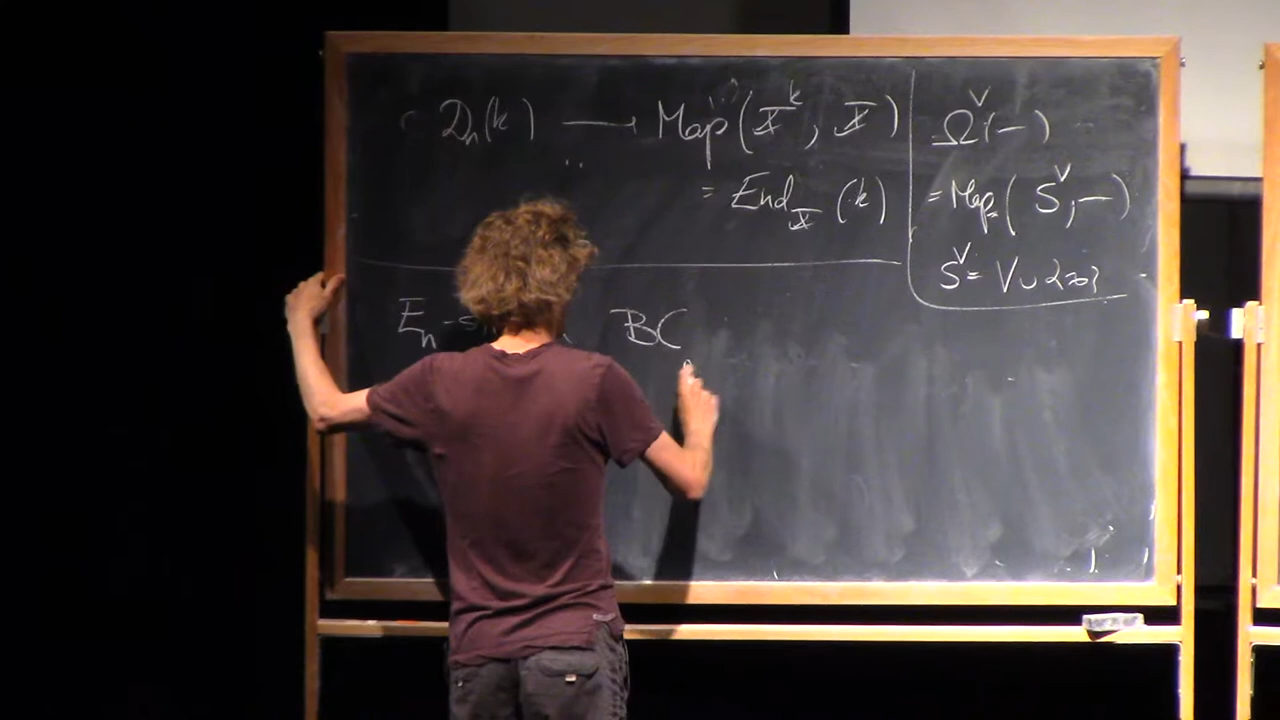 𝒟ₙ(k) ⟶ Map(X^k, X)
= End_X(k)
Ω^V(−)
= Map_*(S^V, −)
S^V = V ∪ {∞}
Eₙ-s
BC